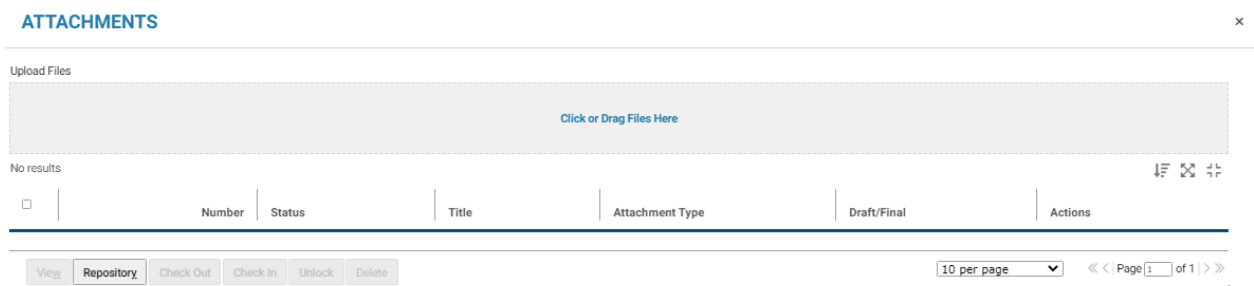 ATTACHMENTS ×
Upload Files
Click or Drag Files Here
No results
Number Status Title Attachment Type Draft/Final Actions
View Repository Check Out Check In Unlock Delete 10 per page Page 1 of 1